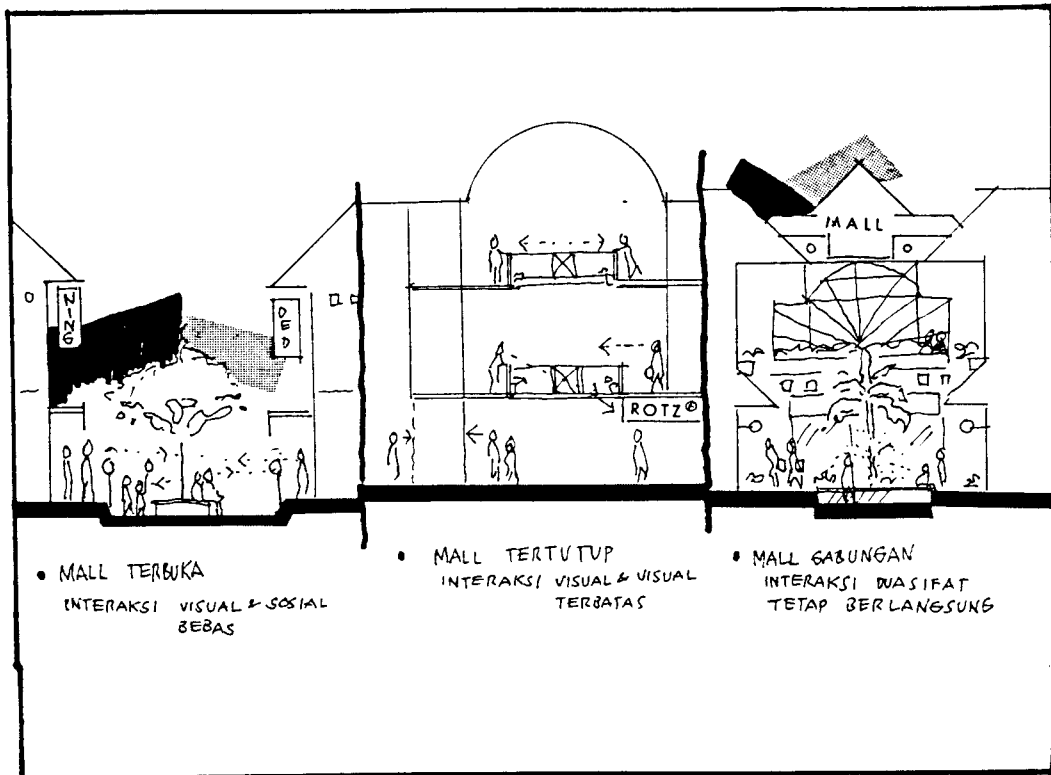 NING
DED
ROTZ®
MALL
• MALL TERBUKA
INTERAKSI VISUAL & SOSIAL
BEBAS
• MALL TERTUTUP
INTERAKSI VISUAL & VISUAL
TERBATAS
• MALL GABUNGAN
INTERAKSI DUASIFAT
TETAP BERLANGSUNG